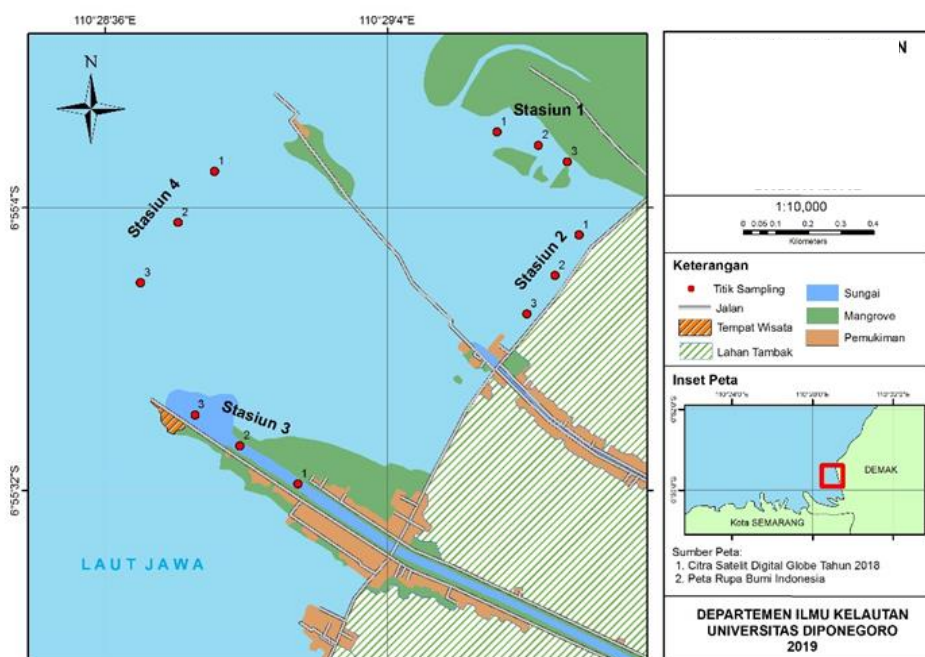 110°28'36"E
110°29'4"E
N
Stasiun 1
1
2
3
Stasiun 4
1
2
3
6°55'4"S
Stasiun 2
1
2
3
Stasiun 3
3
2
1
6°55'32"S
LAUT JAWA
N
1:10,000
0 0.05 0.1 0.2 0.3 0.4
Kilometers
Keterangan
Titik Sampling
Jalan
Tempat Wisata
Lahan Tambak
Sungai
Mangrove
Pemukiman
Inset Peta
DEMAK
Kota SEMARANG
Sumber Peta:
1. Citra Satelit Digital Globe Tahun 2018
2. Peta Rupa Bumi Indonesia
DEPARTEMEN ILMU KELAUTAN
UNIVERSITAS DIPONEGORO
2019